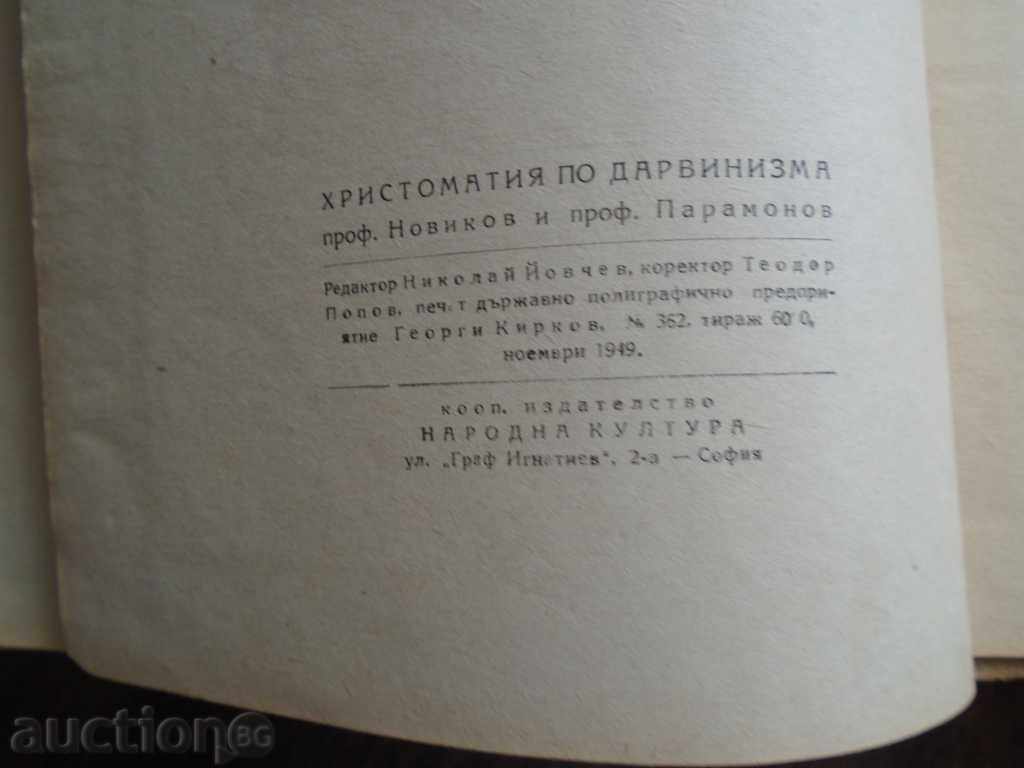 ХРИСТОМАТИЯ ПО ДАРВИНИЗМА
проф. Новиков и проф. Парамонов
Редактор Николай Йовчев, коректор Теодор
Попов, печ т държавно полиграфично предпри-
ятие Георги Кирков, № 362, тираж 60 0,
ноември 1949.
кооп. издателство
НАРОДНА КУЛТУРА
ул. „Граф Игнатиев", 2-а — София
auctionBG